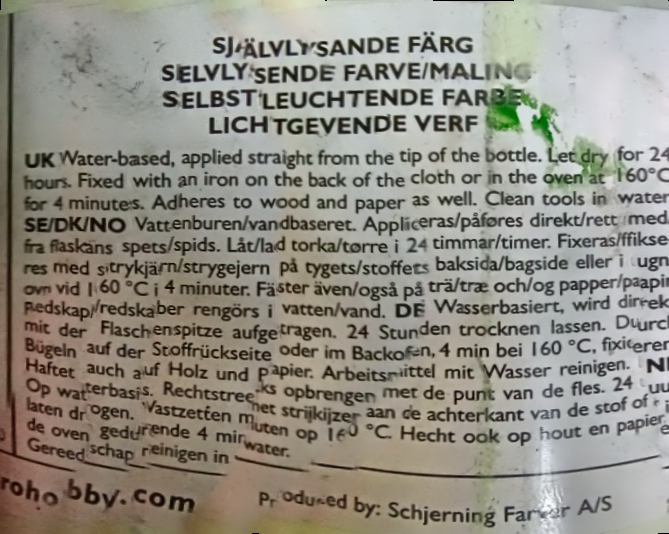 SJÄLVLYSANDE FÄRG
SELVLYSENDE FARVE/MALING
SELBSTLEUCHTENDE FARBE
LICHTGEVENDE VERF
UK Water-based, applied straight from the tip of the bottle. Let dry for 24
hours. Fixed with an iron on the back of the cloth or in the oven at 160°C
for 4 minutes. Adheres to wood and paper as well. Clean tools in water
SE/DK/NO Vattenburen/vandbaseret. Appliceras/påføres direkt/rett med
fra flaskans spets/spids. Låt/lad torka/tørre i 24 timmar/timer. Fixeras/ffikse
res med strykjärn/strygejern på tygets/stoffets baksida/bagside eller i ugn
ovn vid 160°C i 4 minuter. Fäster även/også på trä/træ och/og papper/papir
Redskap/redskaber rengörs i vatten/vand. DE Wasserbasiert, wird direk
mit der Flaschenspitze aufgetragen. 24 Stunden trocknen lassen. Durch
Bügeln auf der Stoffrückseite oder im Backofen, 4 min bei 160 °C, fixieren
Haftet auch auf Holz und Papier. Arbeitsmittel mit Wasser reinigen. NL
Op waterbasis. Rechtstreeks opbrengen met de punt van de fles. 24 uu
laten drogen. Vastzetten met strijkijzer aan de achterkant van de stof of i
de oven gedurende 4 minuten op 160 °C. Hecht ook op hout en papier
Gereedschap reinigen in water.
rohobby.com
Produced by: Schjerning Farver A/S